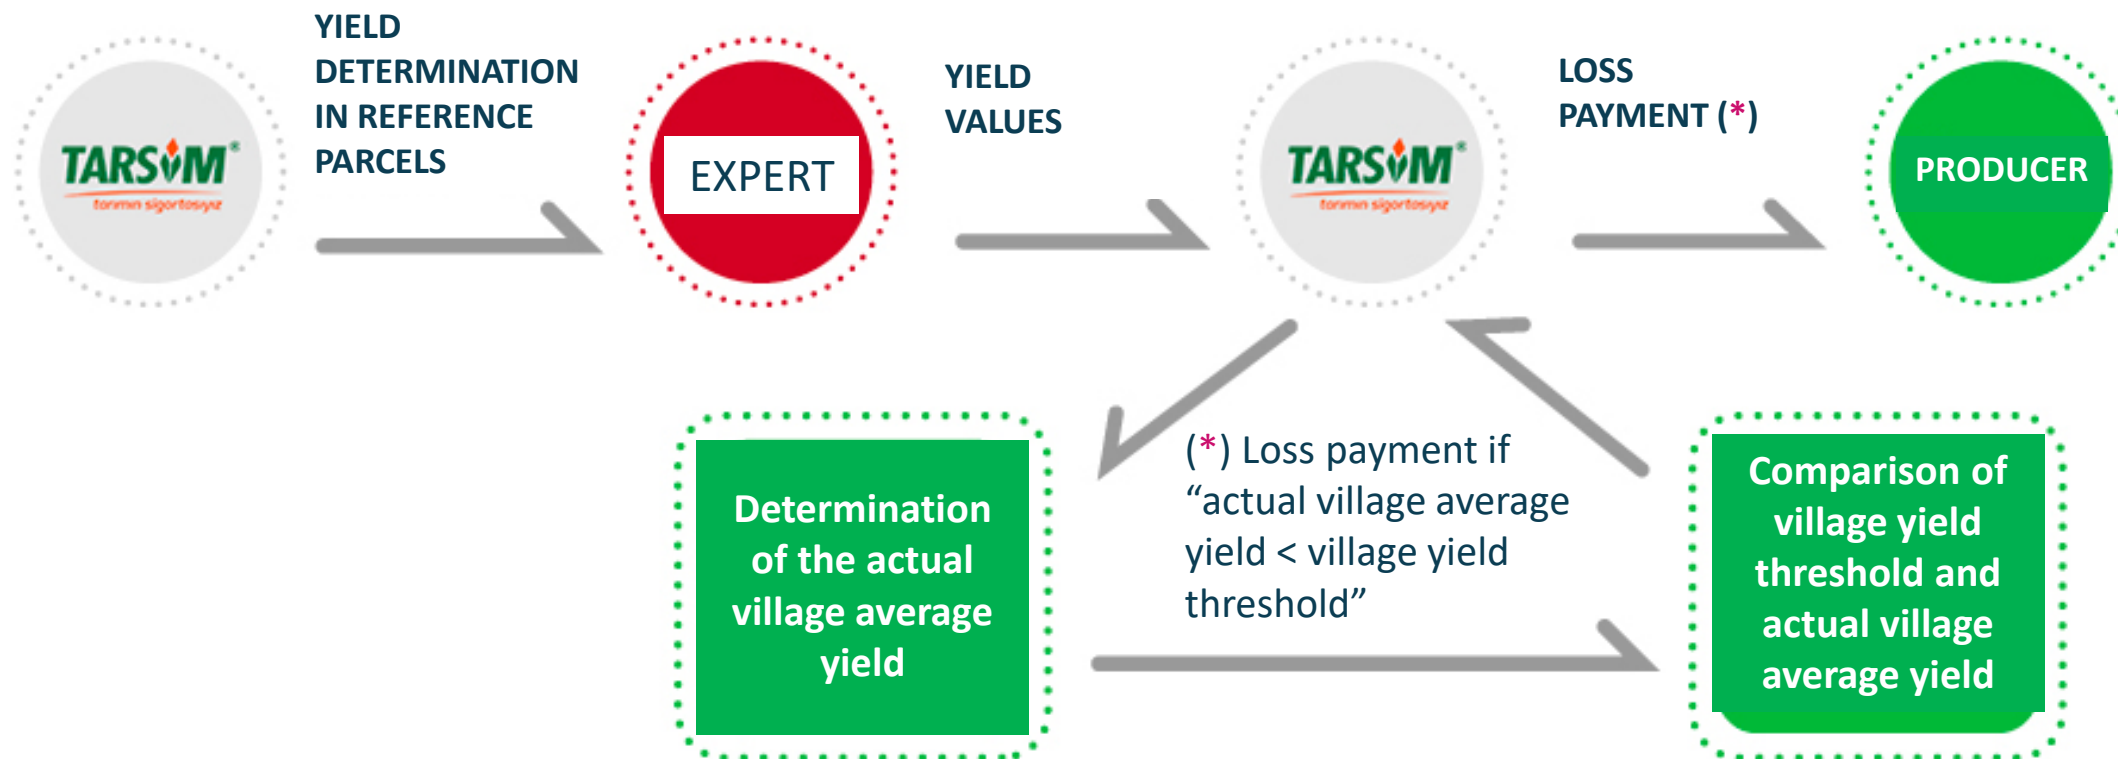 YIELD
DETERMINATION
IN REFERENCE
PARCELS
YIELD
VALUES
LOSS
PAYMENT (*)
TARSİM®
tarımın sigortasıyız
EXPERT
TARSİM®
tarımın sigortasıyız
PRODUCER
Determination
of the actual
village average
yield
(*) Loss payment if
“actual village average
yield < village yield
threshold”
Comparison of
village yield
threshold and
actual village
average yield